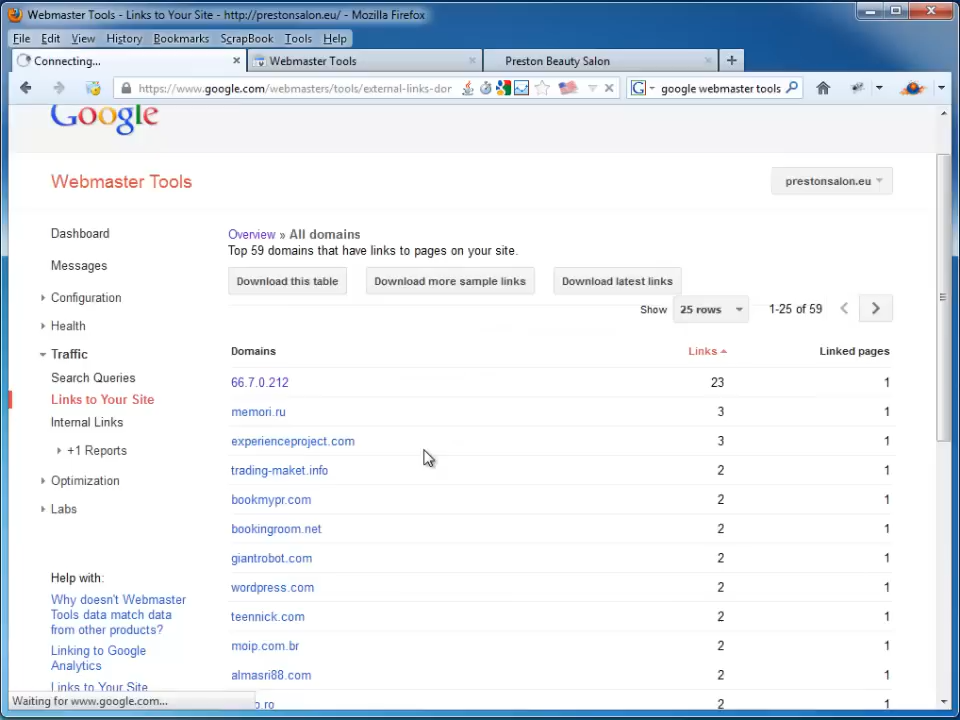 Webmaster Tools - Links to Your Site - http://prestonsalon.eu/ - Mozilla Firefox
File Edit View History Bookmarks ScrapBook Tools Help
Connecting... Webmaster Tools Preston Beauty Salon
https://www.google.com/webmasters/tools/external-links-dor google webmaster tools
Google
Webmaster Tools
prestonsalon.eu
Dashboard
Messages
Configuration
Health
Traffic
Search Queries
Links to Your Site
Internal Links
+1 Reports
Optimization
Labs
Help with:
Why doesn't Webmaster
Tools data match data
from other products?
Linking to Google
Analytics
Links to Your Site
Overview » All domains
Top 59 domains that have links to pages on your site.
Download this table Download more sample links Download latest links
Show 25 rows 1-25 of 59
Domains Links Linked pages
66.7.0.212 23 1
memori.ru 3 1
experienceproject.com 3 1
trading-maket.info 2 1
bookmypr.com 2 1
bookingroom.net 2 1
giantrobot.com 2 1
wordpress.com 2 1
teennick.com 2 1
moip.com.br 2 1
almasri88.com 2 1
2 1
Waiting for www.google.com...